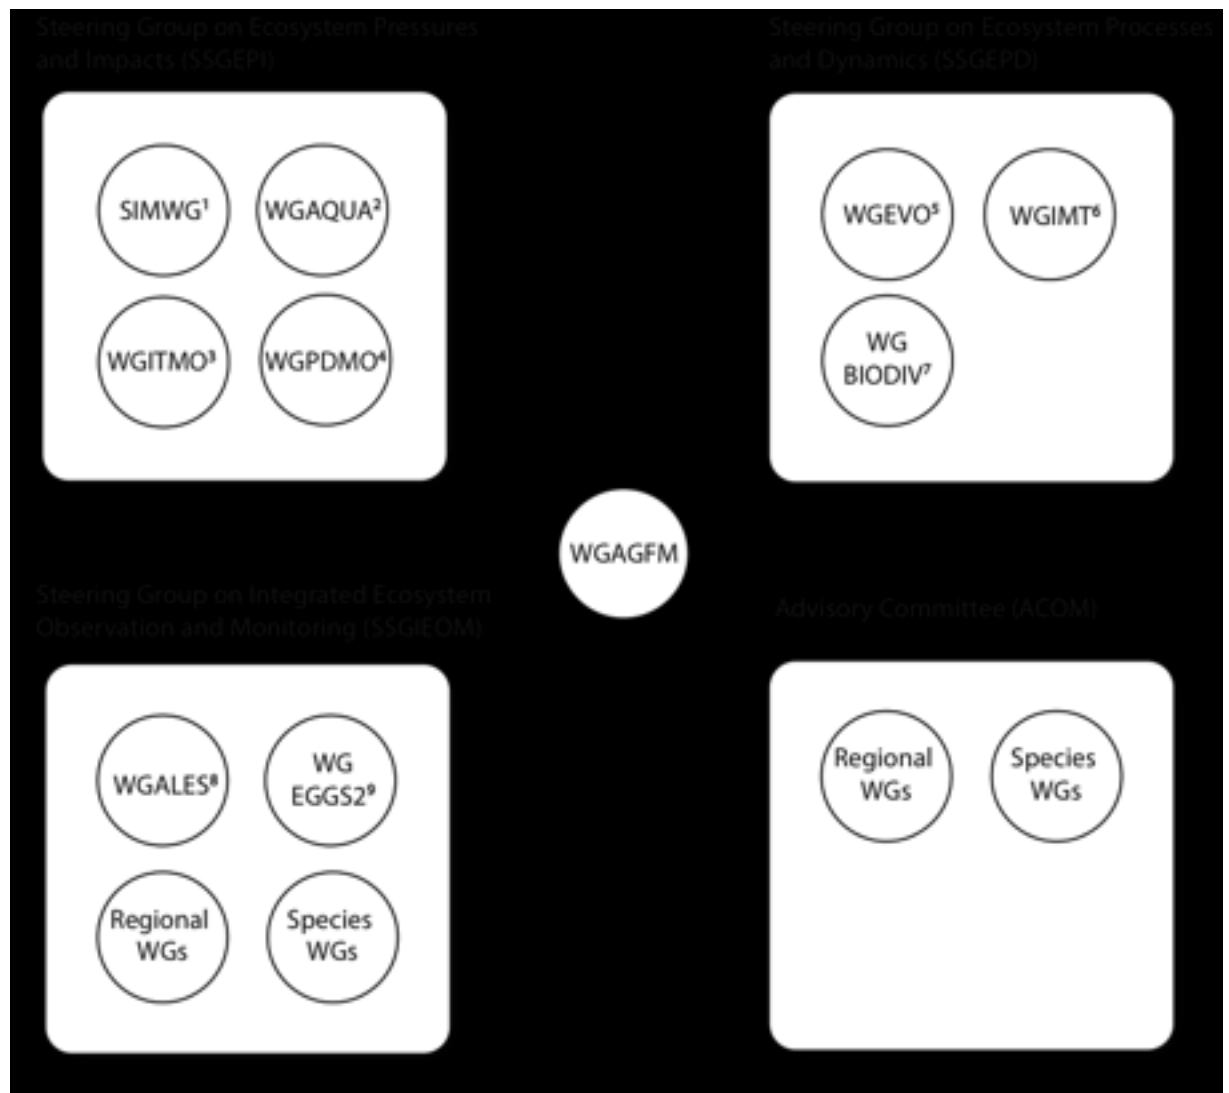 Steering Group on Ecosystem Pressures
and Impacts (SSGEPI)
SIMWG¹
WGAQUA²
WGITMO³
WGPDMO⁴
Steering Group on Ecosystem Processes
and Dynamics (SSGEPD)
WGEVO⁵
WGIMT⁶
WG
BIODIV⁷
WGAGFM
Steering Group on Integrated Ecosystem
Observation and Monitoring (SSGIEOM)
WGALES⁸
WG
EGGS2⁹
Regional
WGs
Species
WGs
Advisory Committee (ACOM)
Regional
WGs
Species
WGs